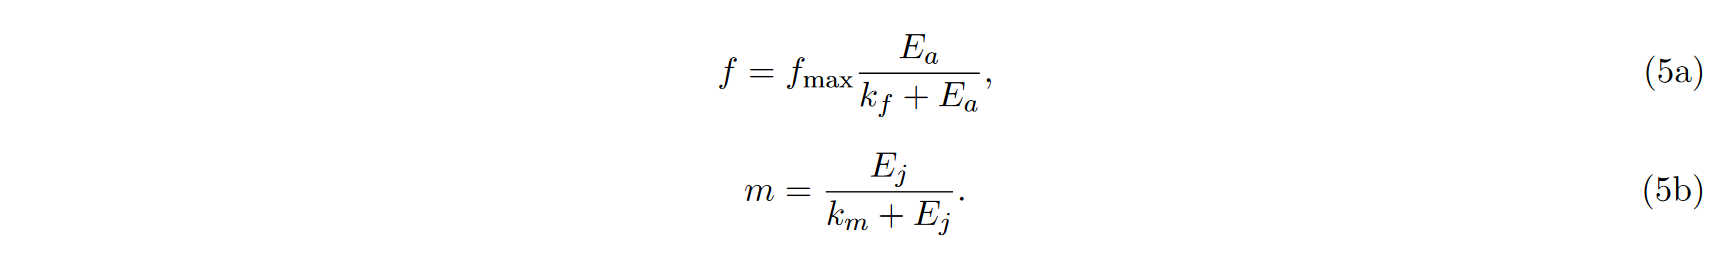 f = f_max E_a / (k_f + E_a), (5a)
m = E_j / (k_m + E_j). (5b)